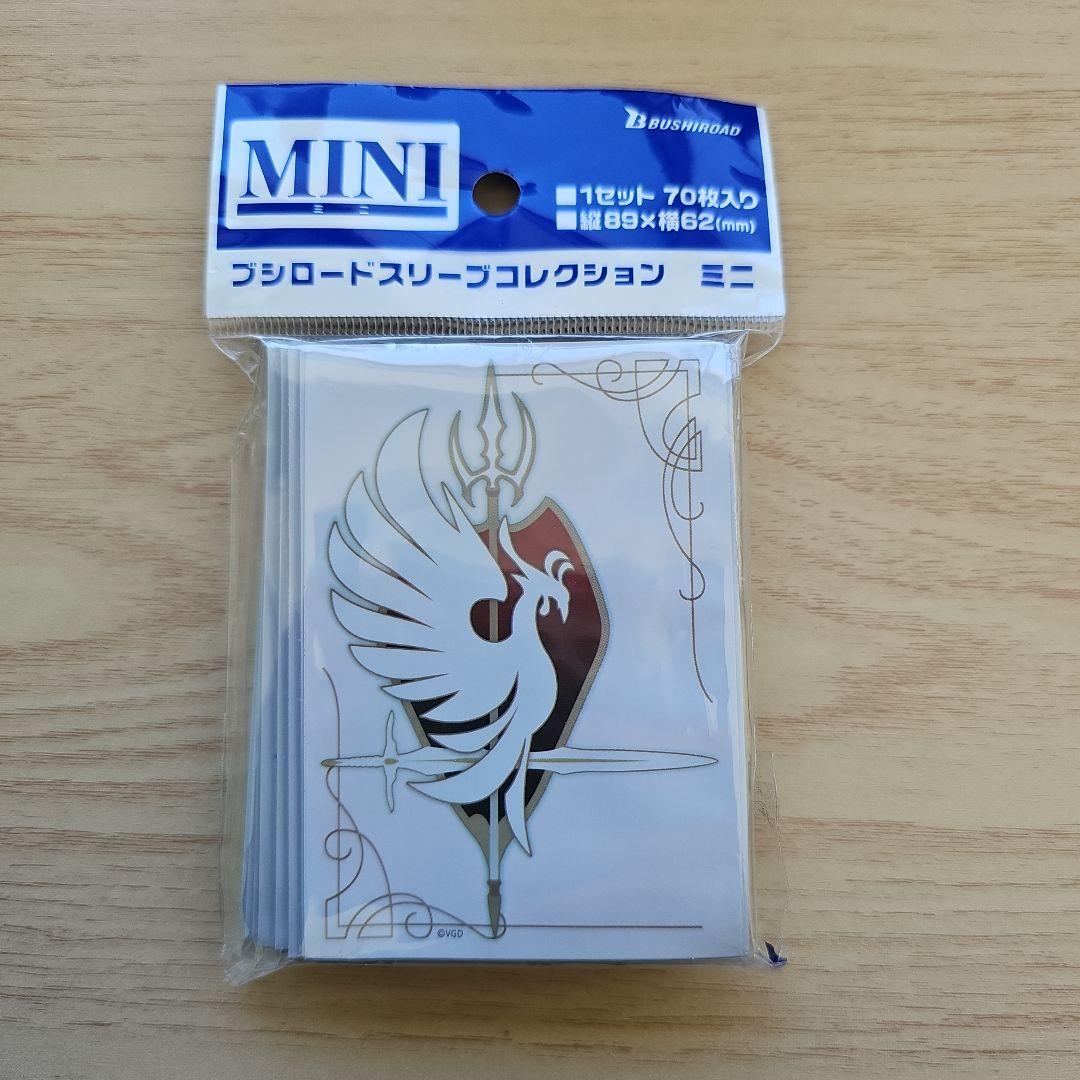 BUSHIROAD
MINI
ミニ
■1セット 70枚入り
■縦89×横62(mm)
ブシロードスリーブコレクション ミニ
©VGD